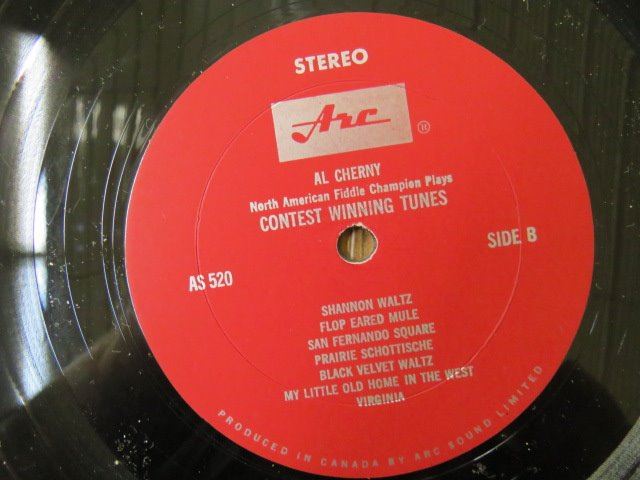 STEREO
Arc ®
AL CHERNY
North American Fiddle Champion Plays
CONTEST WINNING TUNES
SIDE B
AS 520
SHANNON WALTZ
FLOP EARED MULE
SAN FERNANDO SQUARE
PRAIRIE SCHOTTISCHE
BLACK VELVET WALTZ
MY LITTLE OLD HOME IN THE WEST
VIRGINIA
PRODUCED IN CANADA BY ARC SOUND LIMITED